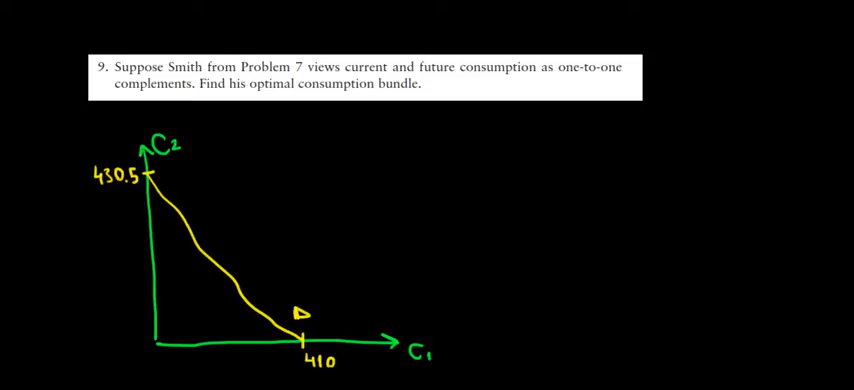 9. Suppose Smith from Problem 7 views current and future consumption as one-to-one
complements. Find his optimal consumption bundle.
C2
430.5
410
C1